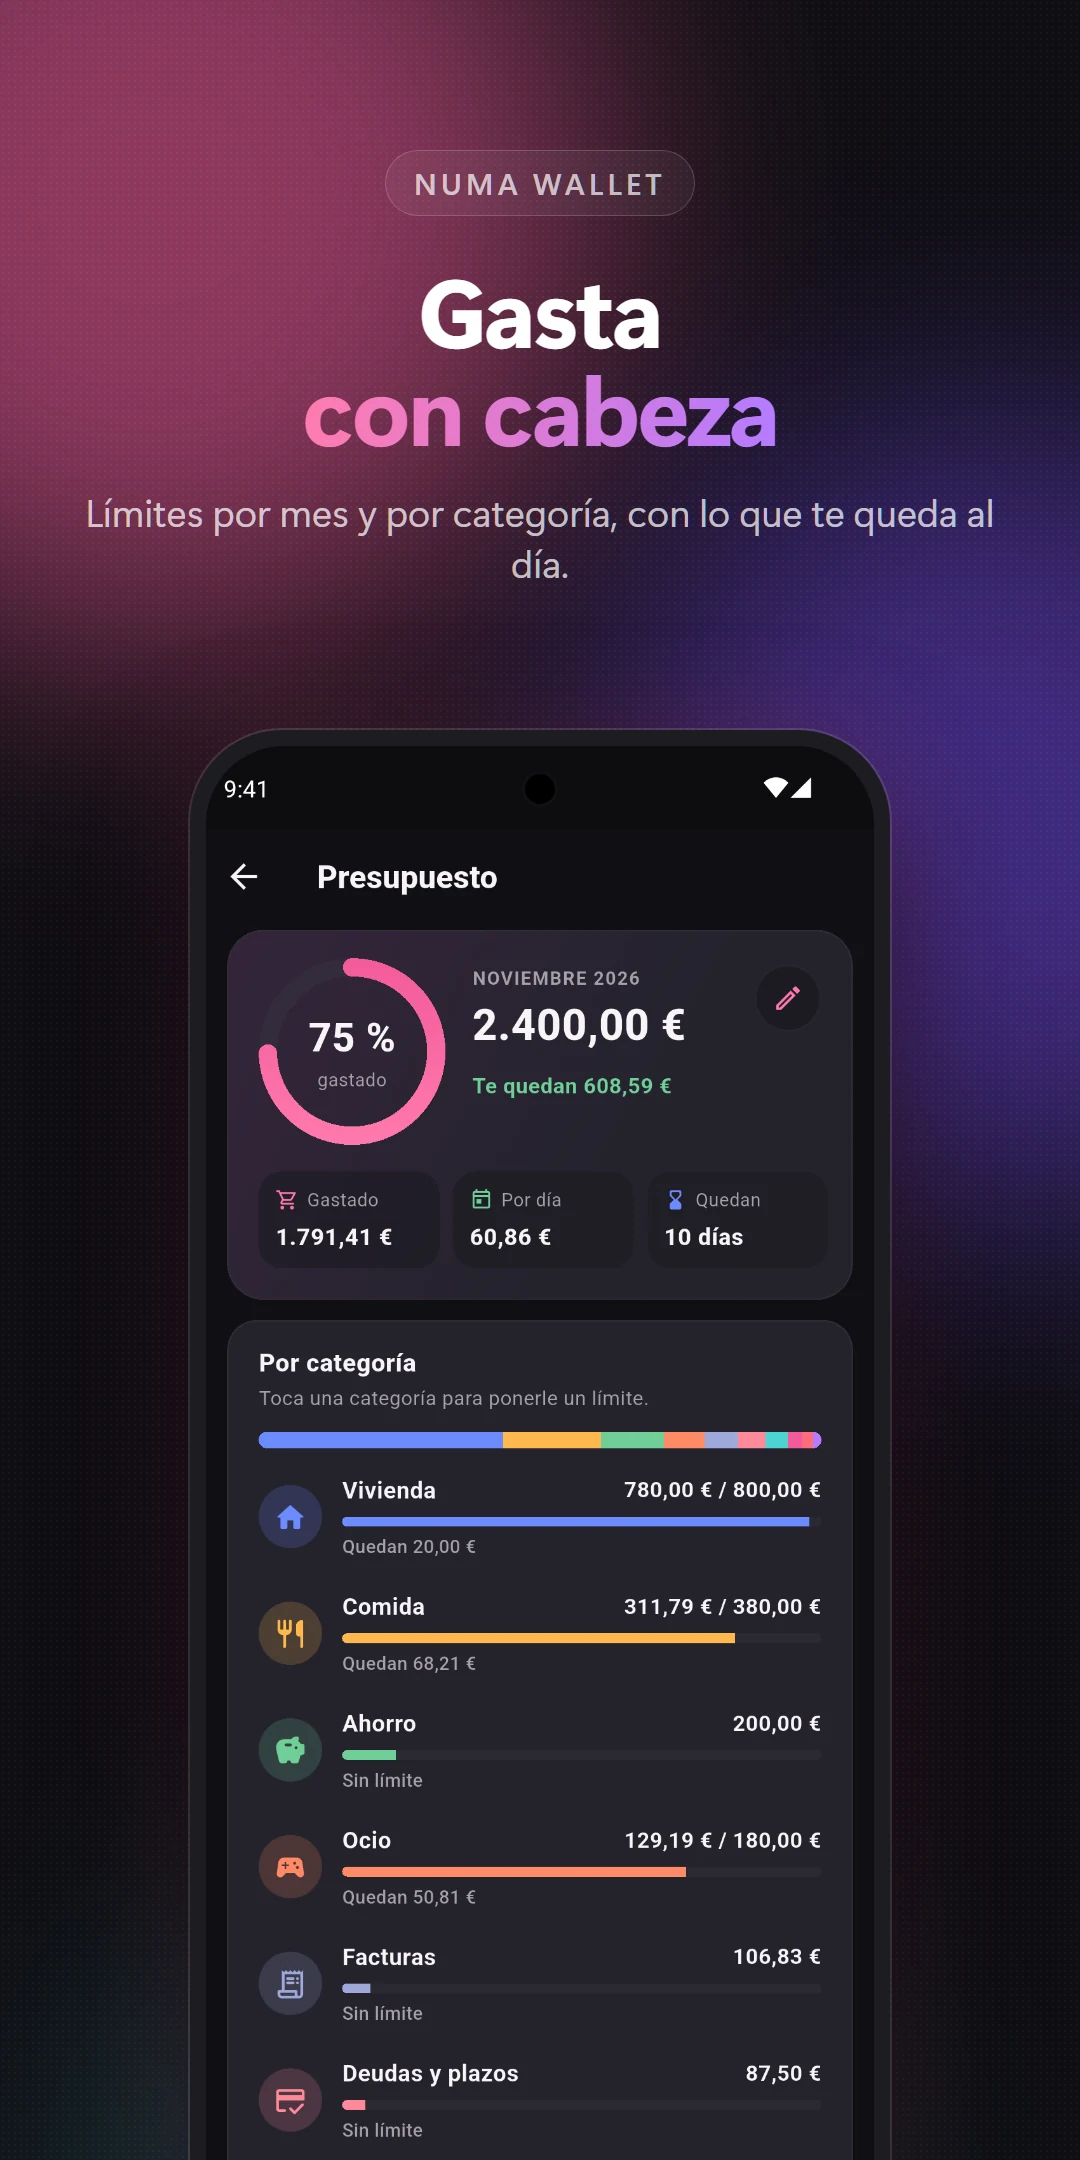 NUMA WALLET
Gasta
con cabeza
Límites por mes y por categoría, con lo que te queda al
día.
9:41
Presupuesto
75 %
gastado
NOVIEMBRE 2026
2.400,00 €
Te quedan 608,59 €
Gastado
1.791,41 €
Por día
60,86 €
Quedan
10 días
Por categoría
Toca una categoría para ponerle un límite.
Vivienda
780,00 € / 800,00 €
Quedan 20,00 €
Comida
311,79 € / 380,00 €
Quedan 68,21 €
Ahorro
200,00 €
Sin límite
Ocio
129,19 € / 180,00 €
Quedan 50,81 €
Facturas
106,83 €
Sin límite
Deudas y plazos
87,50 €
Sin límite